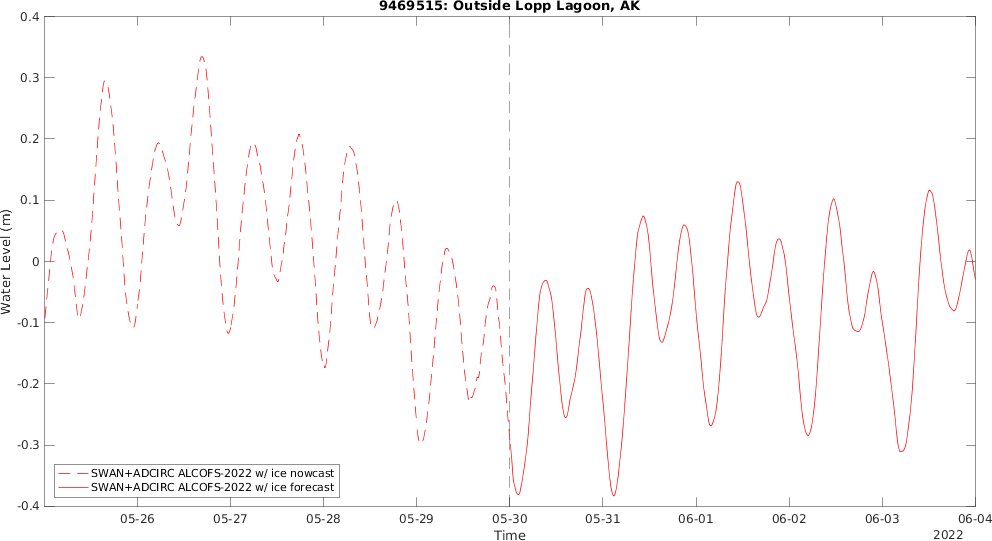 9469515: Outside Lopp Lagoon, AK
Water Level (m)
0.4
0.3
0.2
0.1
0
-0.1
-0.2
-0.3
-0.4
SWAN+ADCIRC ALCOFS-2022 w/ ice nowcast
SWAN+ADCIRC ALCOFS-2022 w/ ice forecast
05-26 05-27 05-28 05-29 05-30 05-31 06-01 06-02 06-03 06-04
Time
2022